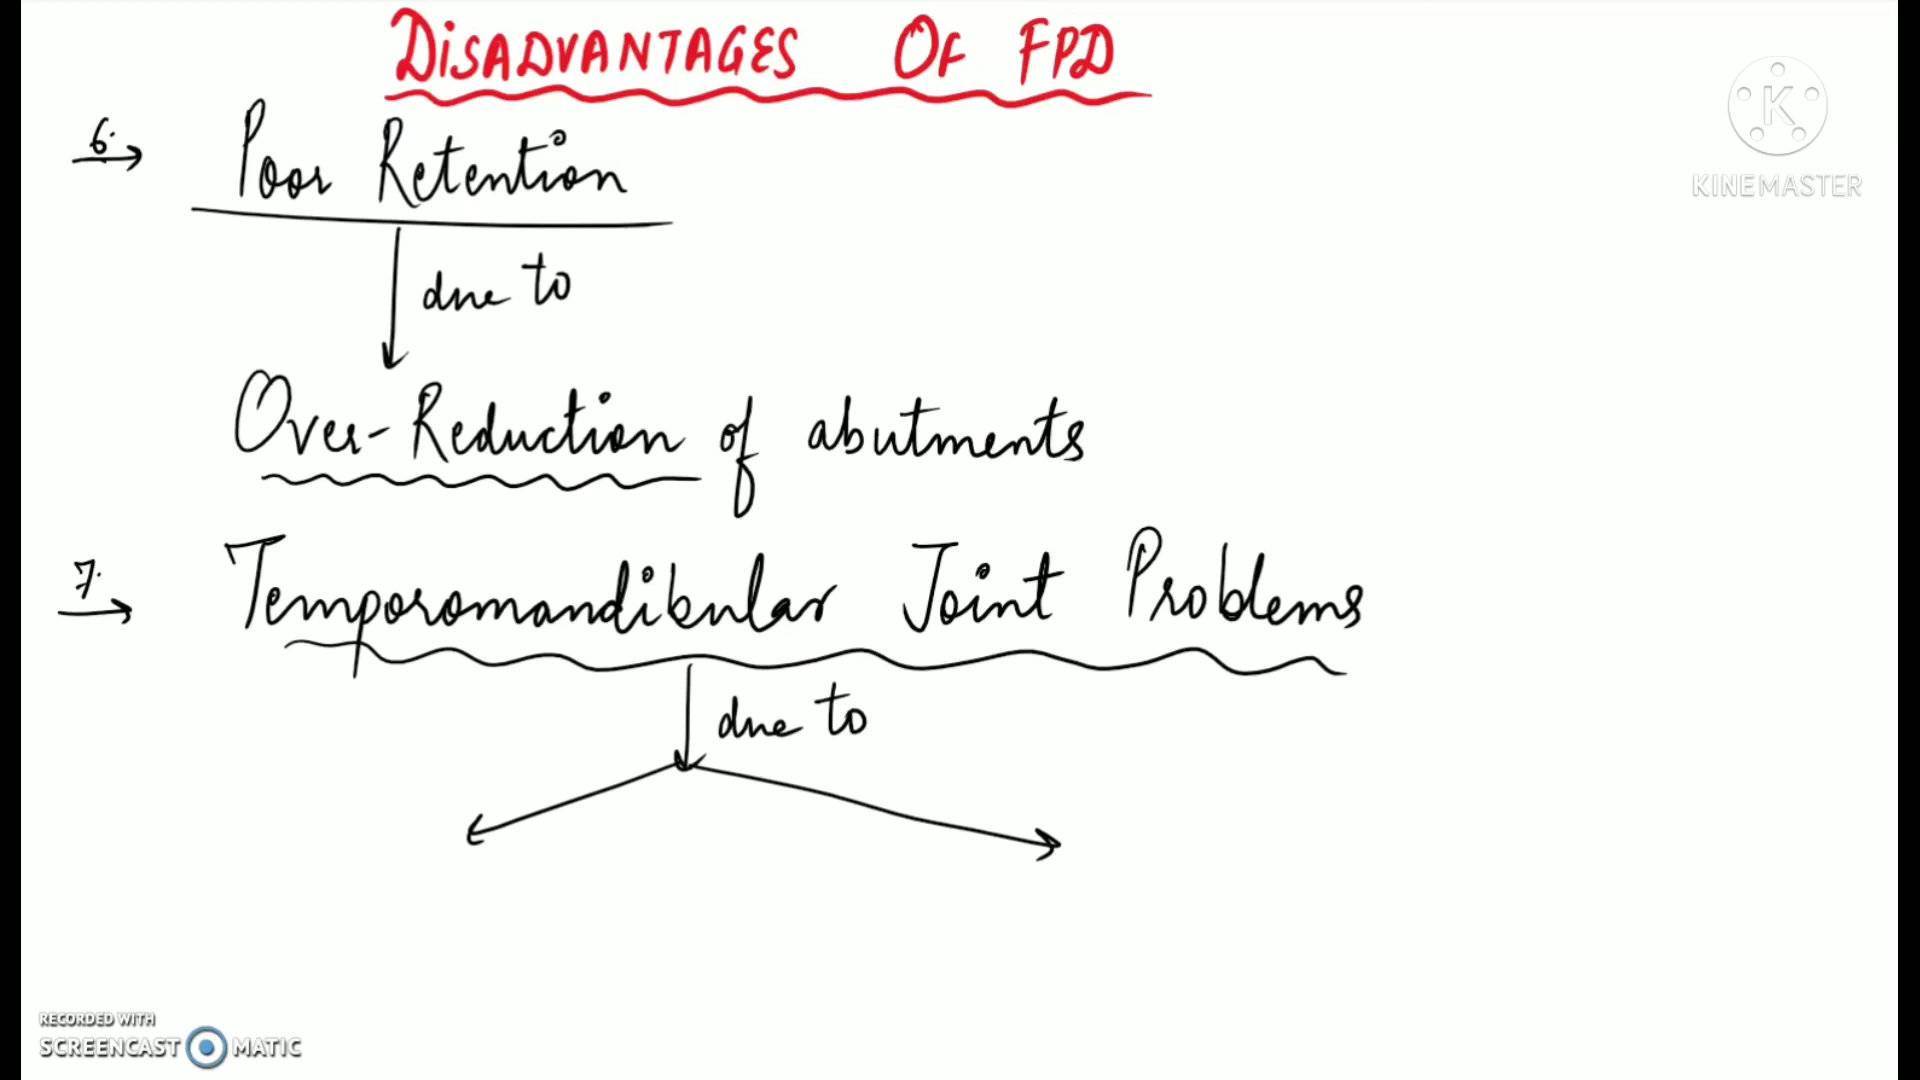 DiSADVANTAGES OF FPD
6. Poor Retention
due to
Over-Reduction of abutments
7. Temporomandibular Joint Problems
due to
K
KINEMASTER
RECORDED WITH
SCREENCAST MATIC